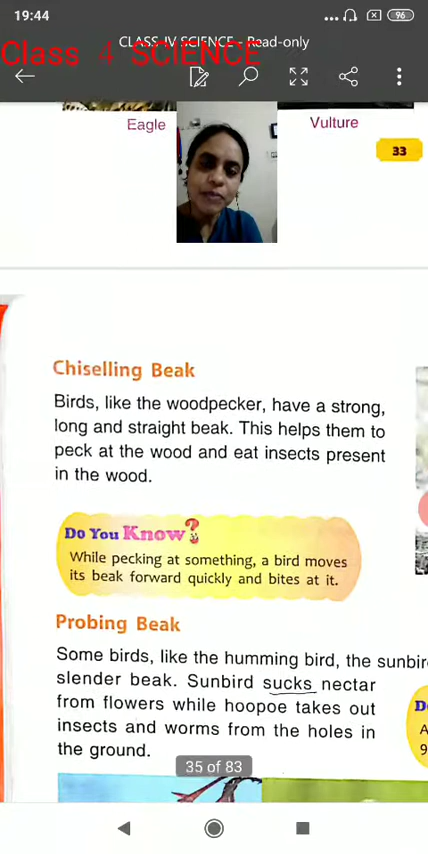 19:44
96
CLASS-IV SCIENCE - Read-only
Class 4 SCIENCE
Eagle
Vulture
33
Chiselling Beak
Birds, like the woodpecker, have a strong,
long and straight beak. This helps them to
peck at the wood and eat insects present
in the wood.
Do You Know?
While pecking at something, a bird moves
its beak forward quickly and bites at it.
Probing Beak
Some birds, like the humming bird, the sunbir
slender beak. Sunbird sucks nectar
from flowers while hoopoe takes out
insects and worms from the holes in
the ground.
D
A
9
35 of 83